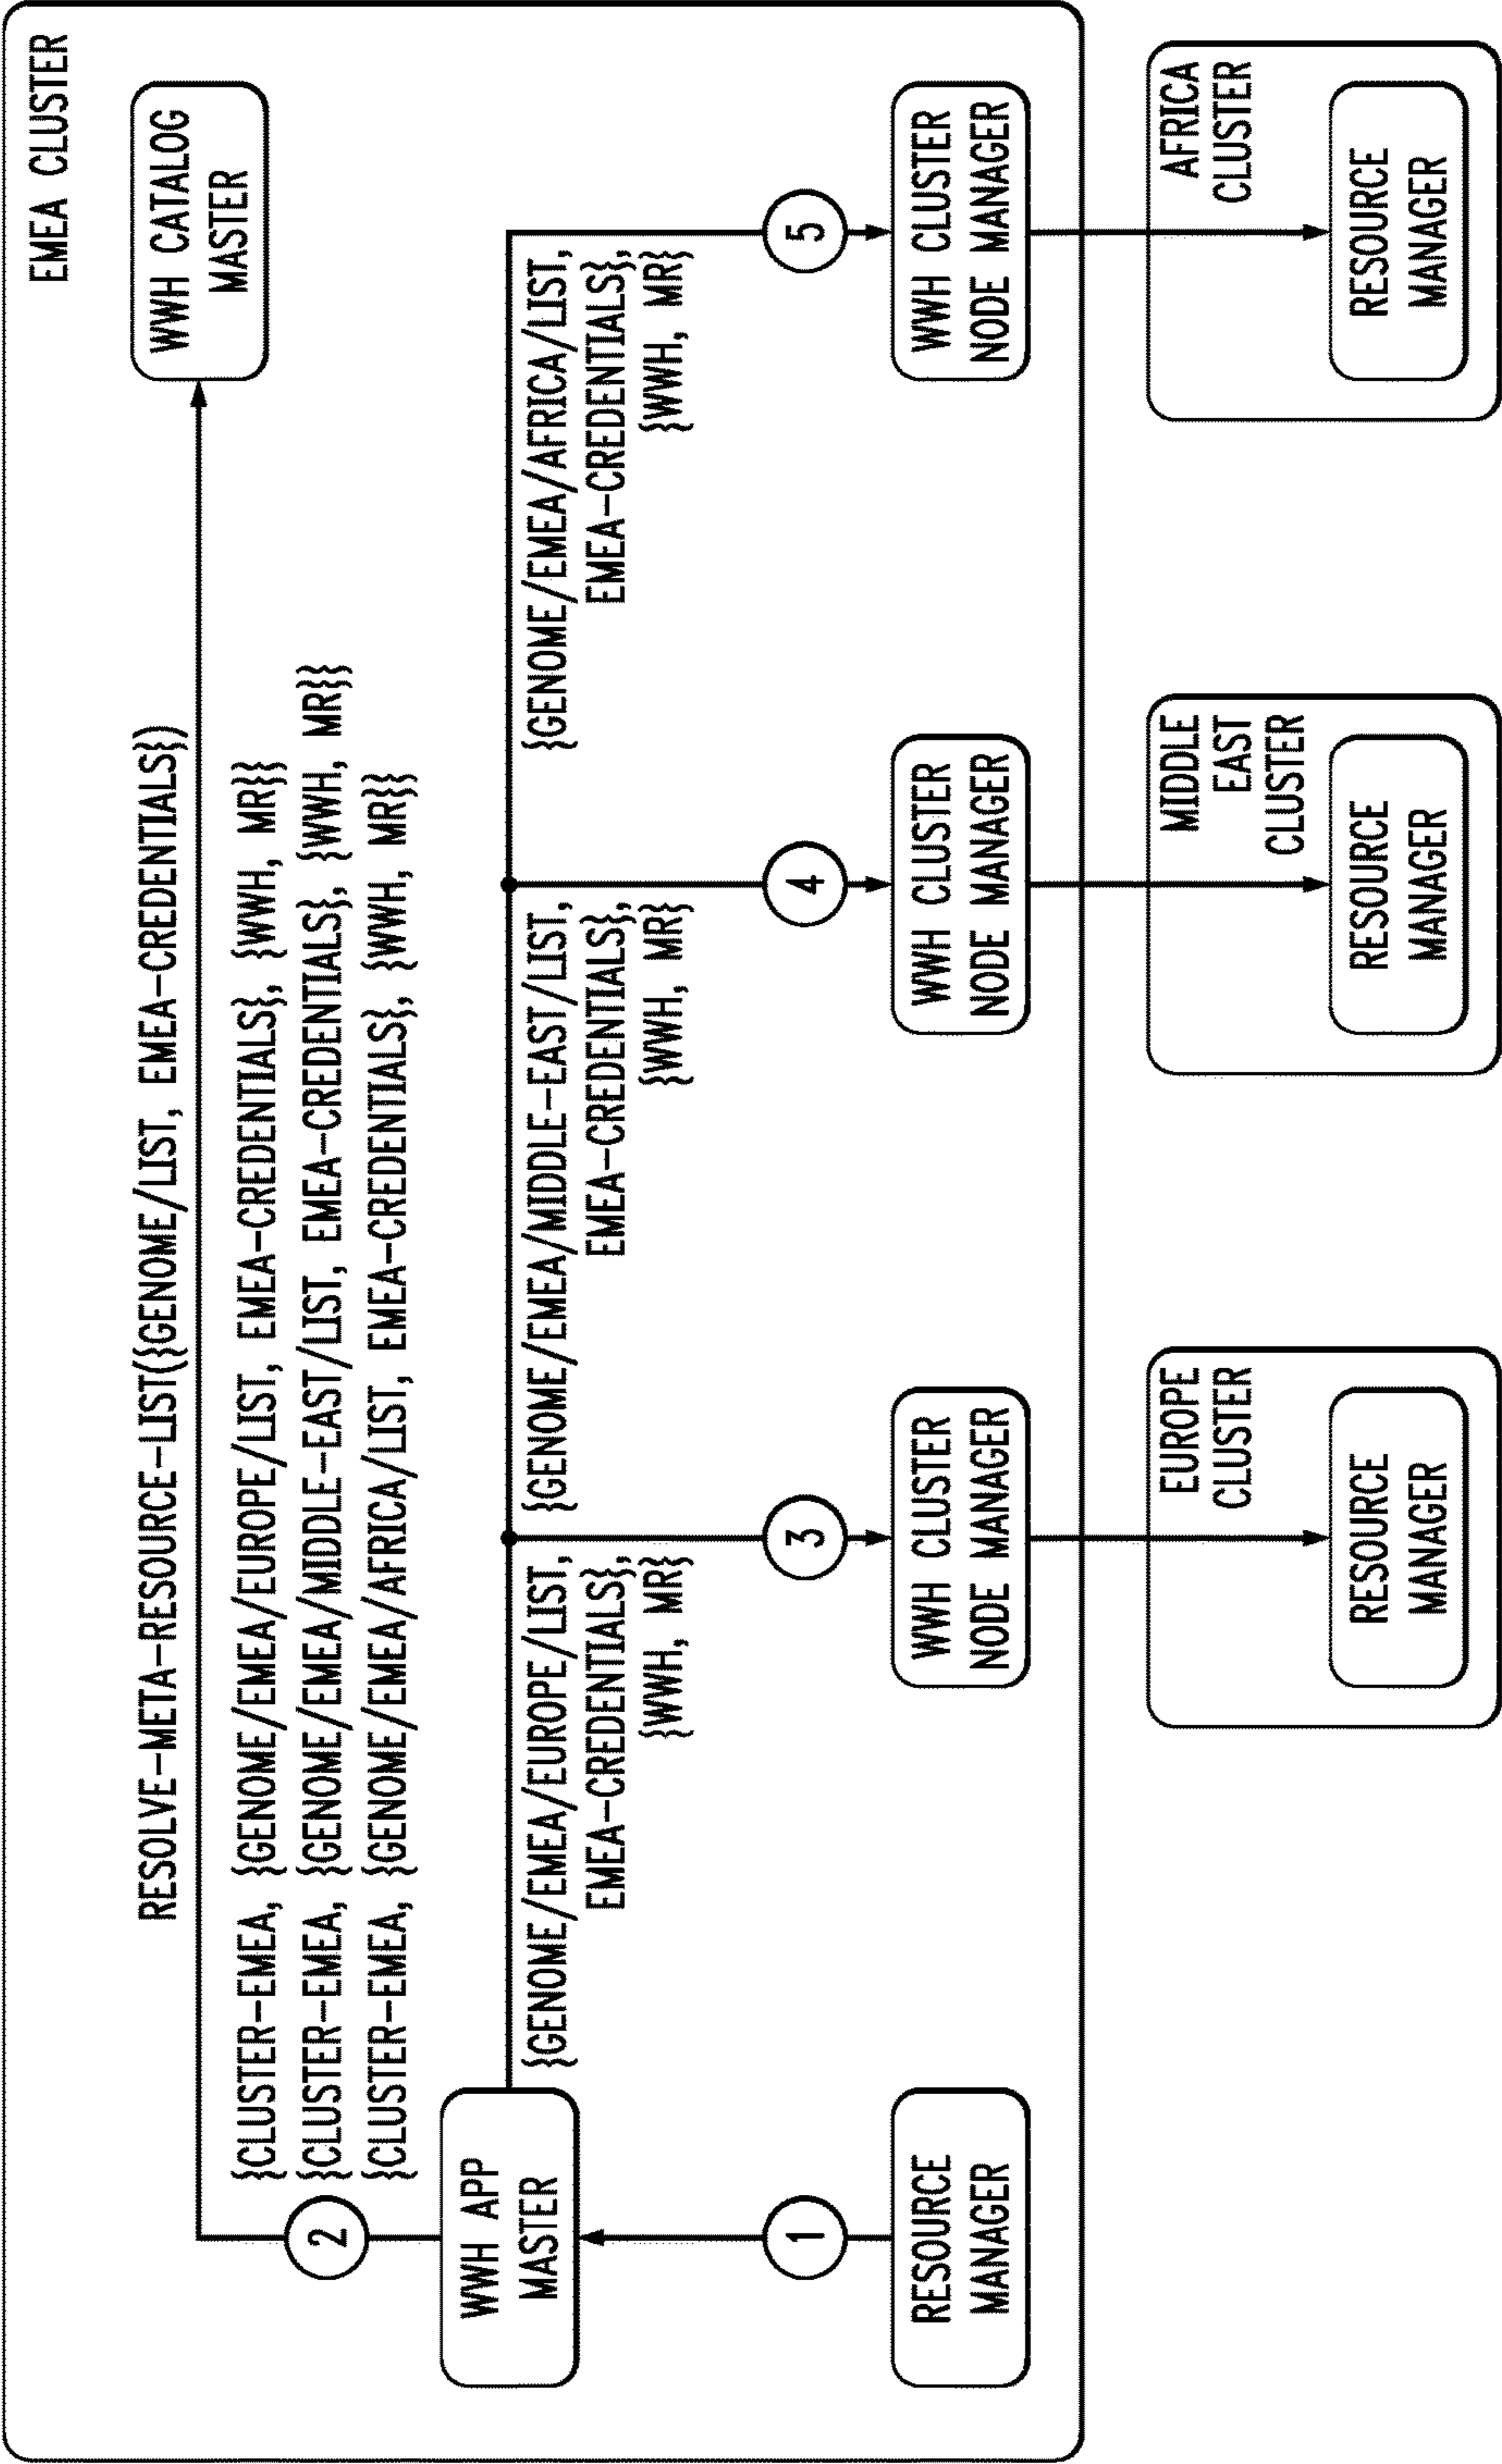 EMEA CLUSTER
RESOLVE-META-RESOURCE-LIST({GENOME/LIST, EMEA-CREDENTIALS})
WWH CATALOG
MASTER
2
{CLUSTER-EMEA, {GENOME/EMEA/EUROPE/LIST, EMEA-CREDENTIALS}, {WWH, MR}}
{CLUSTER-EMEA, {GENOME/EMEA/MIDDLE-EAST/LIST, EMEA-CREDENTIALS}, {WWH, MR}}
{CLUSTER-EMEA, {GENOME/EMEA/AFRICA/LIST, EMEA-CREDENTIALS}, {WWH, MR}}
WWH APP
MASTER
{GENOME/EMEA/EUROPE/LIST,
EMEA-CREDENTIALS},
{WWH, MR}
{GENOME/EMEA/MIDDLE-EAST/LIST,
EMEA-CREDENTIALS},
{WWH, MR}
{GENOME/EMEA/AFRICA/LIST,
EMEA-CREDENTIALS},
{WWH, MR}
1
3
4
5
RESOURCE
MANAGER
WWH CLUSTER
NODE MANAGER
WWH CLUSTER
NODE MANAGER
WWH CLUSTER
NODE MANAGER
EUROPE
CLUSTER
RESOURCE
MANAGER
MIDDLE
EAST
CLUSTER
RESOURCE
MANAGER
AFRICA
CLUSTER
RESOURCE
MANAGER